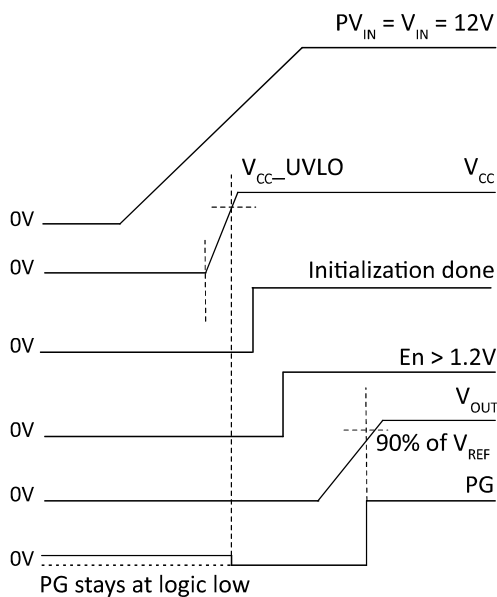 PV_IN = V_IN = 12V
V_CC_UVLO
V_CC
0V
0V
Initialization done
0V
En > 1.2V
0V
V_OUT
90% of V_REF
0V
PG
0V
PG stays at logic low